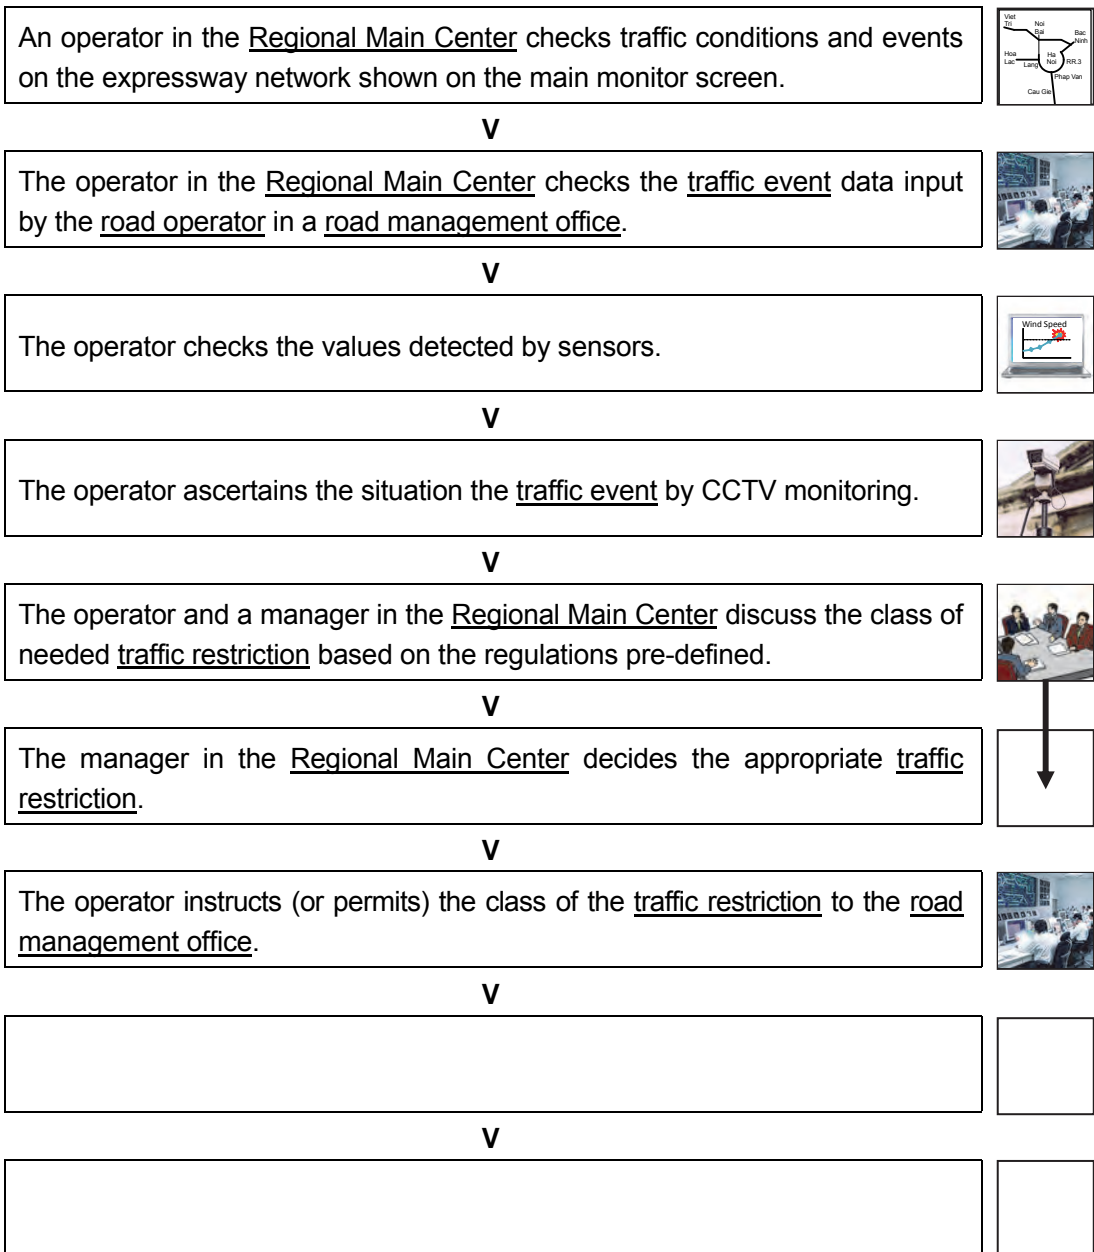 An operator in the Regional Main Center checks traffic conditions and events
on the expressway network shown on the main monitor screen.
Viet
Tri
Noi
Bai
Bac
Ninh
Hoa
Lac
Lang
Ha
Noi
RR.3
Phap Van
Cau Gie
V
The operator in the Regional Main Center checks the traffic event data input
by the road operator in a road management office.
V
The operator checks the values detected by sensors.
Wind Speed
V
The operator ascertains the situation the traffic event by CCTV monitoring.
V
The operator and a manager in the Regional Main Center discuss the class of
needed traffic restriction based on the regulations pre-defined.
V
The manager in the Regional Main Center decides the appropriate traffic
restriction.
V
The operator instructs (or permits) the class of the traffic restriction to the road
management office.
V
V